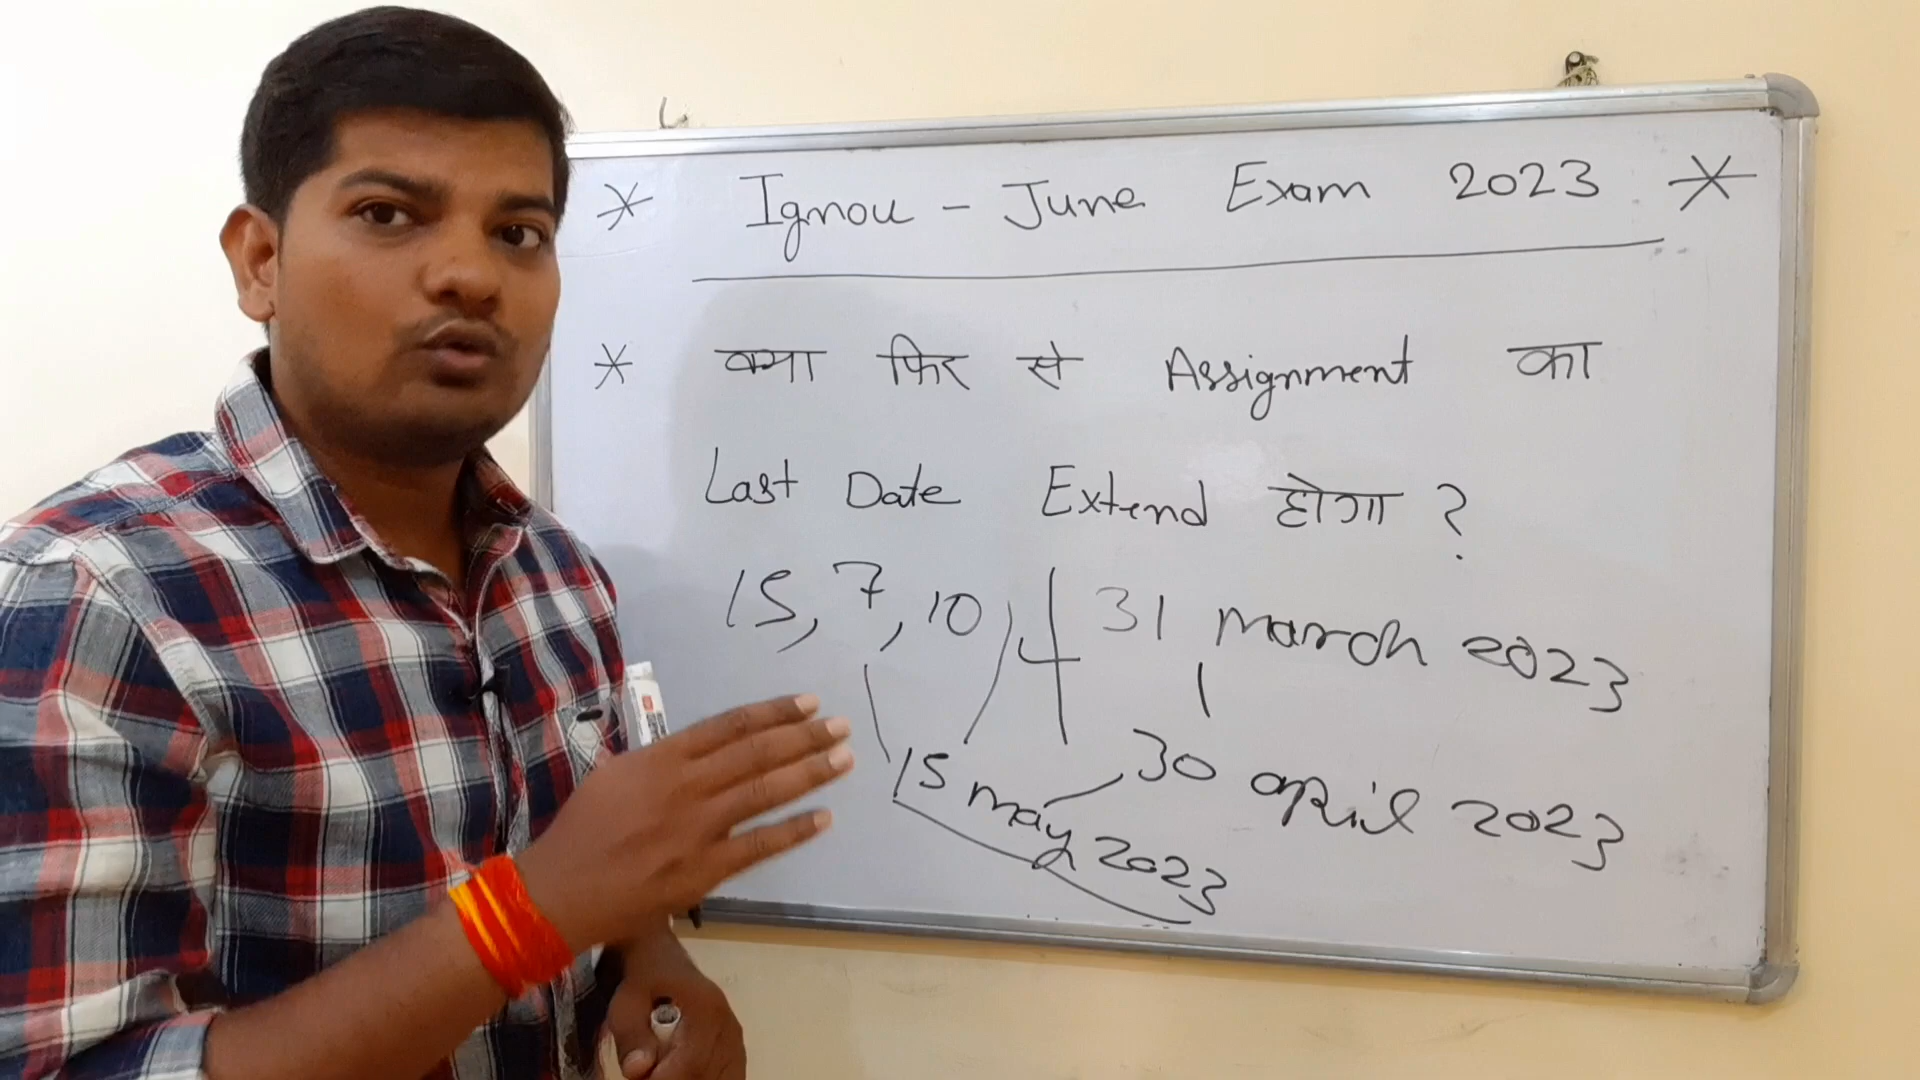 * Ignou - June Exam 2023 *
* क्या फिर से Assignment का
Last Date Extend होगा ?
15, 7, 10 31 march 2023
30 april 2023
15 may 2023